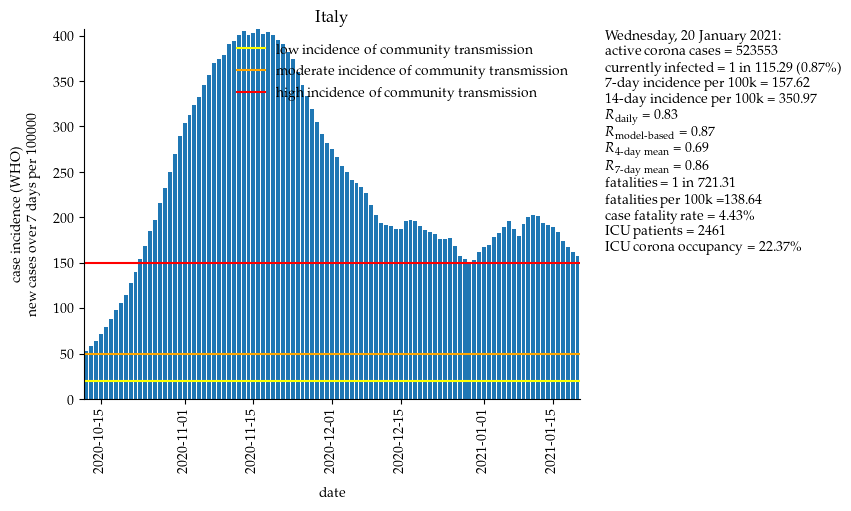 Italy
low incidence of community transmission
moderate incidence of community transmission
high incidence of community transmission
case incidence (WHO)
new cases over 7 days per 100000
400
350
300
250
200
150
100
50
0
2020-10-15
2020-11-01
2020-11-15
2020-12-01
2020-12-15
2021-01-01
2021-01-15
date
Wednesday, 20 January 2021:
active corona cases = 523553
currently infected = 1 in 115.29 (0.87%)
7-day incidence per 100k = 157.62
14-day incidence per 100k = 350.97
R daily = 0.83
R model-based = 0.87
R 4-day mean = 0.69
R 7-day mean = 0.86
fatalities = 1 in 721.31
fatalities per 100k =138.64
case fatality rate = 4.43%
ICU patients = 2461
ICU corona occupancy = 22.37%